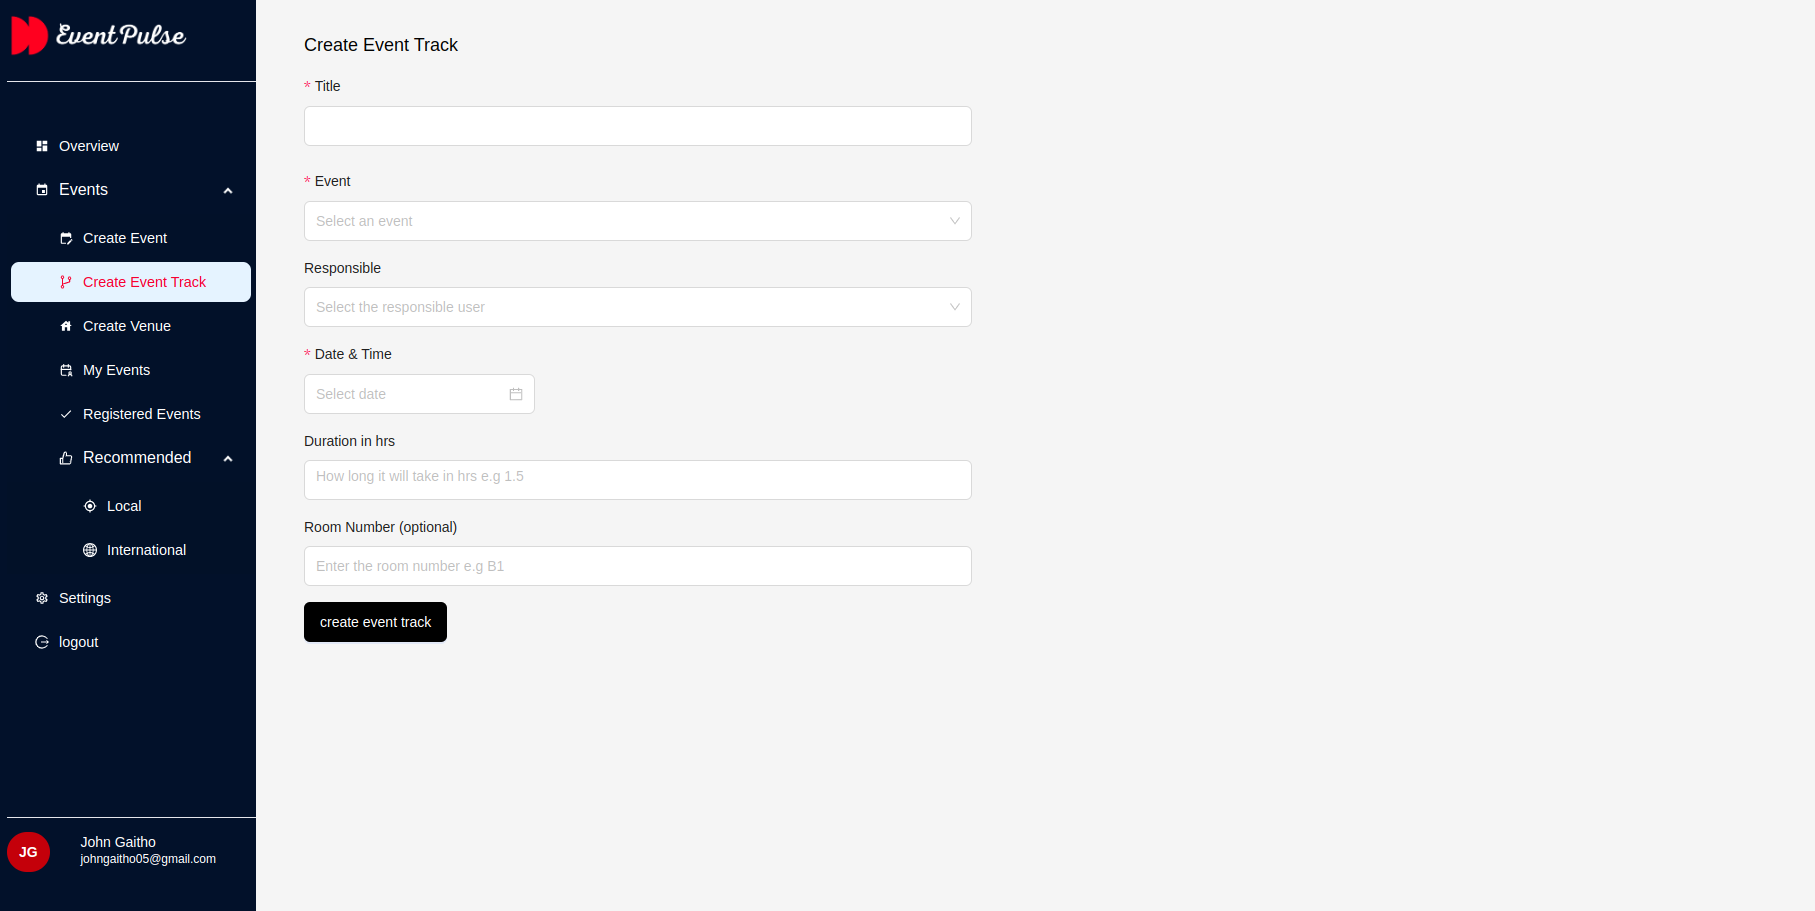 Event Pulse
Overview
Events
Create Event
Create Event Track
Create Venue
My Events
Registered Events
Recommended
Local
International
Settings
logout
JG
John Gaitho
johngaitho05@gmail.com
Create Event Track
* Title
* Event
Select an event
Responsible
Select the responsible user
* Date & Time
Select date
Duration in hrs
How long it will take in hrs e.g 1.5
Room Number (optional)
Enter the room number e.g B1
create event track